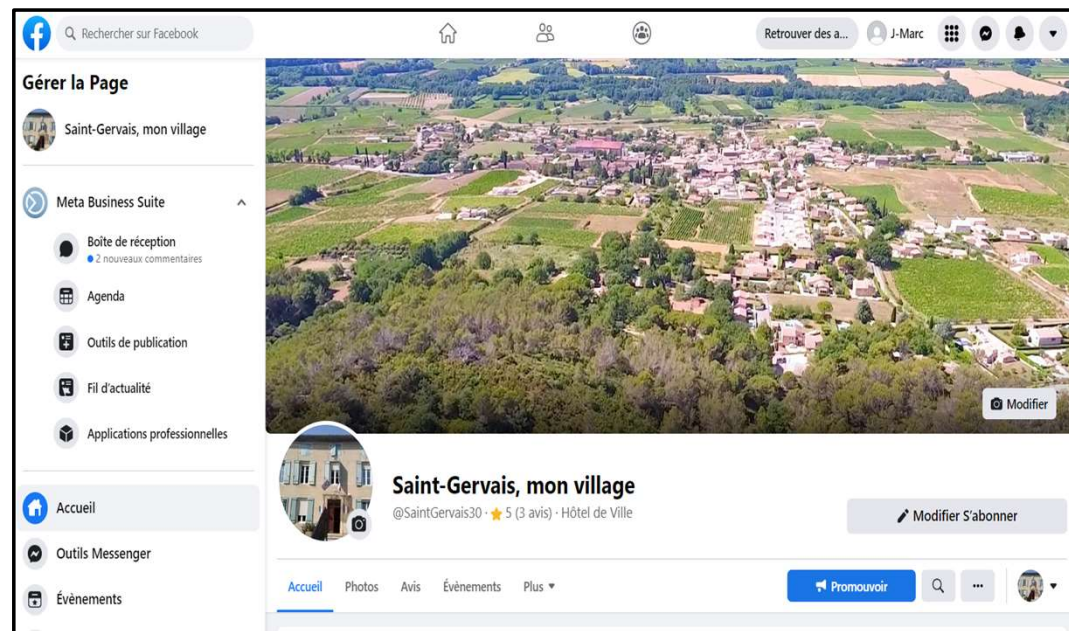 Rechercher sur Facebook
Retrouver des a...
J-Marc
Gérer la Page
Saint-Gervais, mon village
Meta Business Suite
Boîte de réception
2 nouveaux commentaires
Agenda
Outils de publication
Fil d'actualité
Applications professionnelles
Accueil
Outils Messenger
Évènements
Modifier
Saint-Gervais, mon village
@SaintGervais30 · 5 (3 avis) · Hôtel de Ville
Modifier S'abonner
Accueil
Photos
Avis
Évènements
Plus
Promouvoir